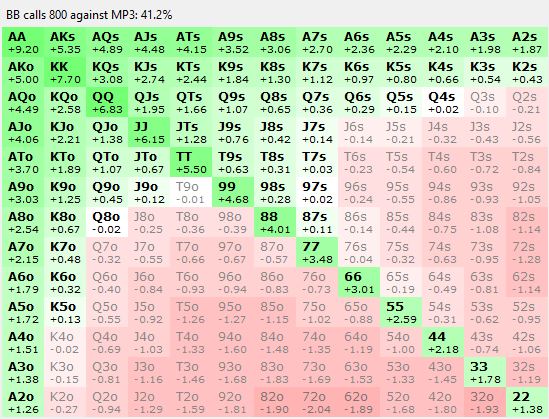 BB calls 800 against MP3: 41.2%
AA AKs AQs AJs ATs A9s A8s A7s A6s A5s A4s A3s A2s
+9.20 +5.35 +4.89 +4.48 +4.15 +3.52 +3.06 +2.70 +2.36 +2.29 +2.10 +1.98 +1.87
AKo KK KQs KJs KTs K9s K8s K7s K6s K5s K4s K3s K2s
+5.00 +7.70 +3.08 +2.74 +2.44 +1.84 +1.30 +1.12 +0.97 +0.80 +0.66 +0.54 +0.43
AQo KQo QQ QJs QTs Q9s Q8s Q7s Q6s Q5s Q4s Q3s Q2s
+4.49 +2.58 +6.83 +1.95 +1.66 +1.07 +0.65 +0.36 +0.29 +0.15 +0.02 -0.10 -0.21
AJo KJo QJo JJ JTs J9s J8s J7s J6s J5s J4s J3s J2s
+4.06 +2.21 +1.38 +6.15 +1.28 +0.76 +0.42 +0.14 -0.14 -0.21 -0.32 -0.43 -0.56
ATo KTo QTo JTo TT T9s T8s T7s T6s T5s T4s T3s T2s
+3.70 +1.89 +1.07 +0.67 +5.50 +0.63 +0.31 +0.03 -0.23 -0.54 -0.60 -0.72 -0.84
A9o K9o Q9o J9o T9o 99 98s 97s 96s 95s 94s 93s 92s
+3.03 +1.25 +0.45 +0.12 -0.01 +4.68 +0.28 +0.02 -0.24 -0.55 -0.86 -0.93 -1.05
A8o K8o Q8o J8o T8o 98o 88 87s 86s 85s 84s 83s 82s
+2.54 +0.67 -0.02 -0.25 -0.36 -0.39 +4.01 +0.11 -0.14 -0.44 -0.75 -1.08 -1.14
A7o K7o Q7o J7o T7o 97o 87o 77 76s 75s 74s 73s 72s
+2.15 +0.48 -0.32 -0.55 -0.66 -0.67 -0.57 +3.48 -0.04 -0.32 -0.63 -0.95 -1.28
A6o K6o Q6o J6o T6o 96o 86o 76o 66 65s 64s 63s 62s
+1.79 +0.32 -0.40 -0.84 -0.93 -0.94 -0.83 -0.73 +3.01 -0.19 -0.49 -0.81 -1.14
A5o K5o Q5o J5o T5o 95o 85o 75o 65o 55 54s 53s 52s
+1.72 +0.13 -0.55 -0.92 -1.26 -1.27 -1.15 -1.02 -0.88 +2.59 -0.31 -0.62 -0.95
A4o K4o Q4o J4o T4o 94o 84o 74o 64o 54o 44 43s 42s
+1.51 -0.02 -0.69 -1.03 -1.33 -1.60 -1.48 -1.35 -1.19 -1.00 +2.18 -0.74 -1.06
A3o K3o Q3o J3o T3o 93o 83o 73o 63o 53o 43o 33 32s
+1.38 -0.15 -0.81 -1.16 -1.46 -1.68 -1.83 -1.69 -1.53 -1.33 -1.45 +1.78 -1.19
A2o K2o Q2o J2o T2o 92o 82o 72o 62o 52o 42o 32o 22
+1.26 -0.27 -0.94 -1.29 -1.59 -1.81 -1.90 -2.04 -1.89 -1.68 -1.80 -1.93 +1.38